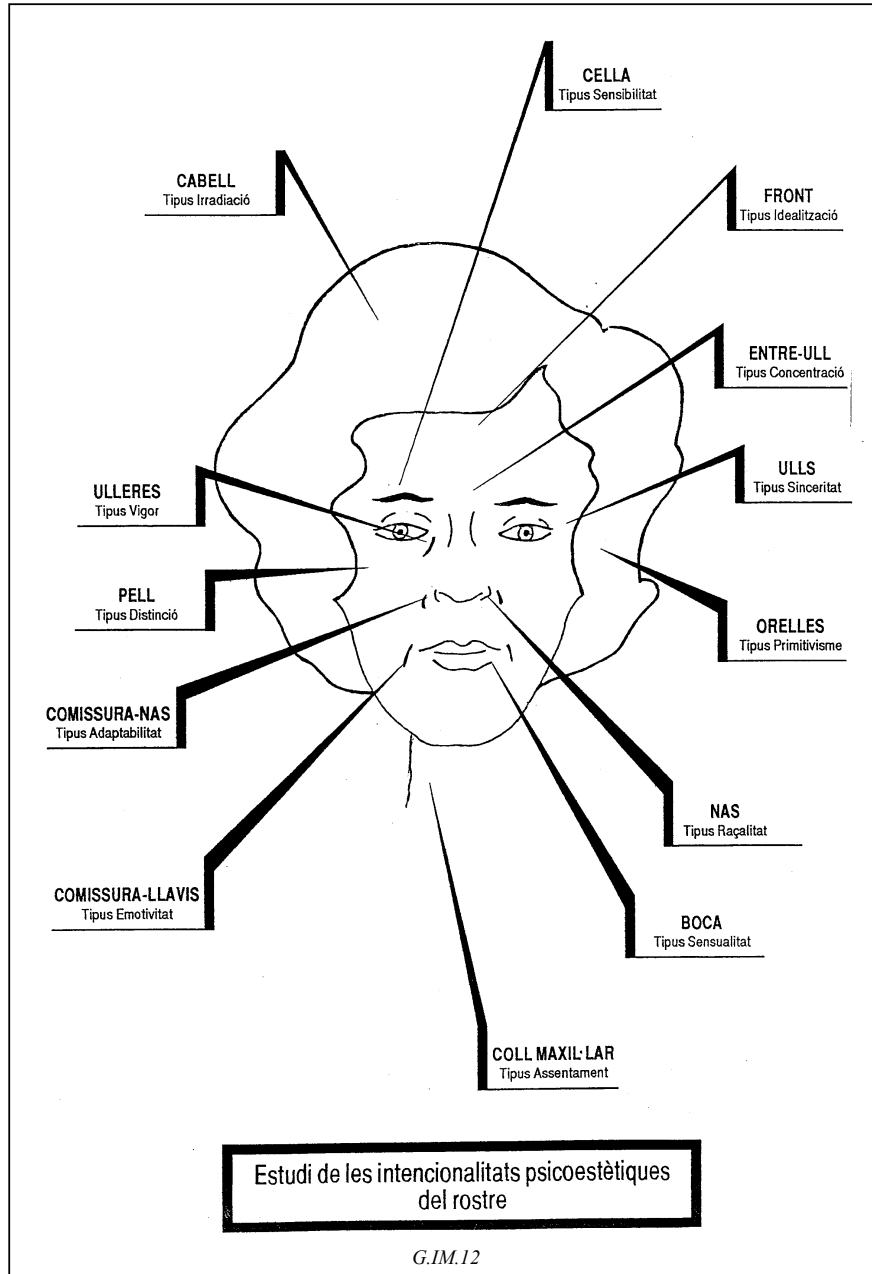 CELLA
Tipus Sensibilitat
CABELL
Tipus Irradiació
FRONT
Tipus Idealització
ENTRE-ULL
Tipus Concentració
ULLS
Tipus Sinceritat
ULLERES
Tipus Vigor
PELL
Tipus Distinció
ORELLES
Tipus Primitivisme
COMISSURA-NAS
Tipus Adaptabilitat
NAS
Tipus Raçalitat
COMISSURA-LLAVIS
Tipus Emotivitat
BOCA
Tipus Sensualitat
COLL MAXIL·LAR
Tipus Assentament
Estudi de les intencionalitats psicoestètiques
del rostre
G.IM.12